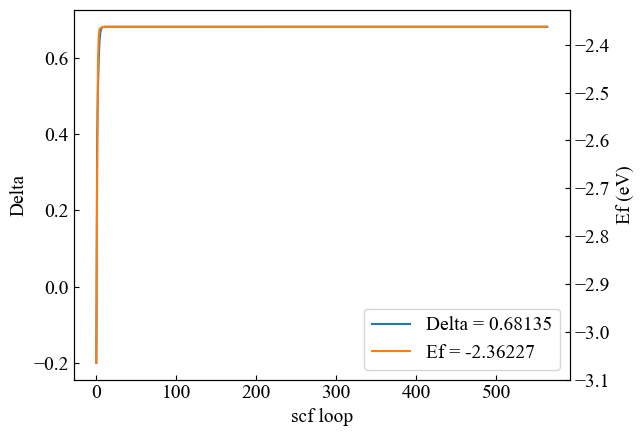 0.6
0.4
0.2
0.0
−0.2
Delta
−2.4
−2.5
−2.6
−2.7
−2.8
−2.9
−3.0
−3.1
Ef (eV)
Delta = 0.68135
Ef = -2.36227
0 100 200 300 400 500
scf loop